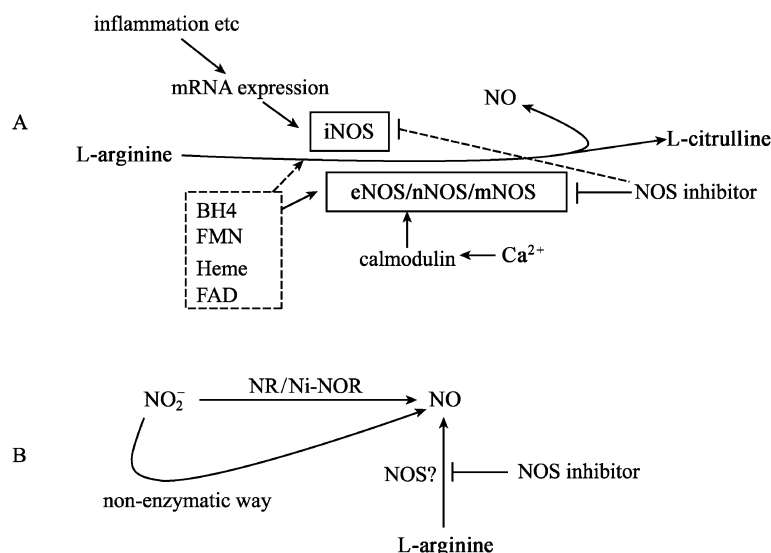 inflammation etc
mRNA expression
NO
A
iNOS
L-citrulline
L-arginine
eNOS/nNOS/mNOS
NOS inhibitor
BH4
FMN
Heme
FAD
calmodulin
Ca²⁺
NR/Ni-NOR
NO₂⁻
NO
B
NOS?
NOS inhibitor
non-enzymatic way
L-arginine